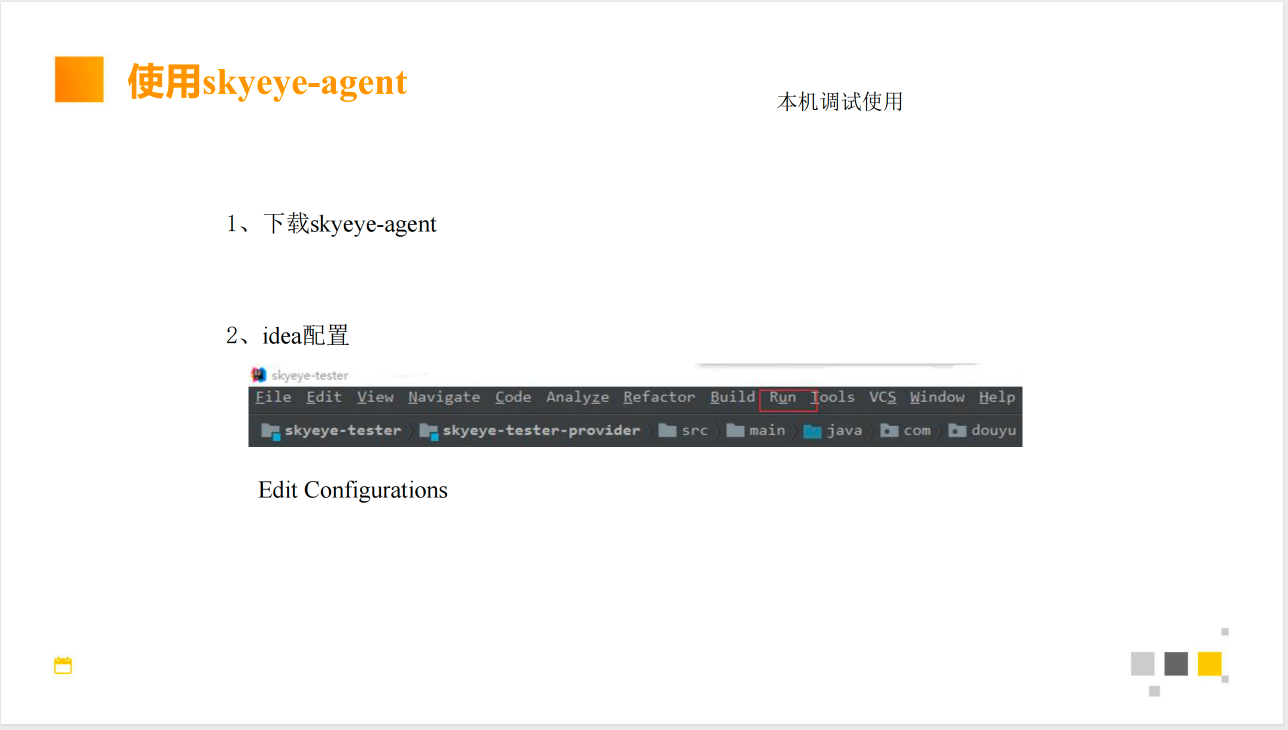 使用skyeye-agent
本机调试使用
1、下载skyeye-agent
2、idea配置
skyeye-tester
File Edit View Navigate Code Analyze Refactor Build Run Tools VCS Window Help
skyeye-tester skyeye-tester-provider src main java com douyu
Edit Configurations